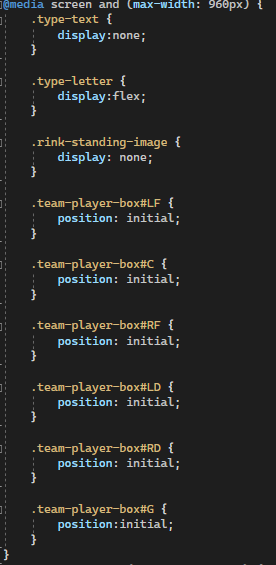 @media screen and (max-width: 960px) {
.type-text {
display:none;
}
.type-letter {
display:flex;
}
.rink-standing-image {
display: none;
}
.team-player-box#LF {
position: initial;
}
.team-player-box#C {
position: initial;
}
.team-player-box#RF {
position: initial;
}
.team-player-box#LD {
position: initial;
}
.team-player-box#RD {
position: initial;
}
.team-player-box#G {
position:initial;
}
}